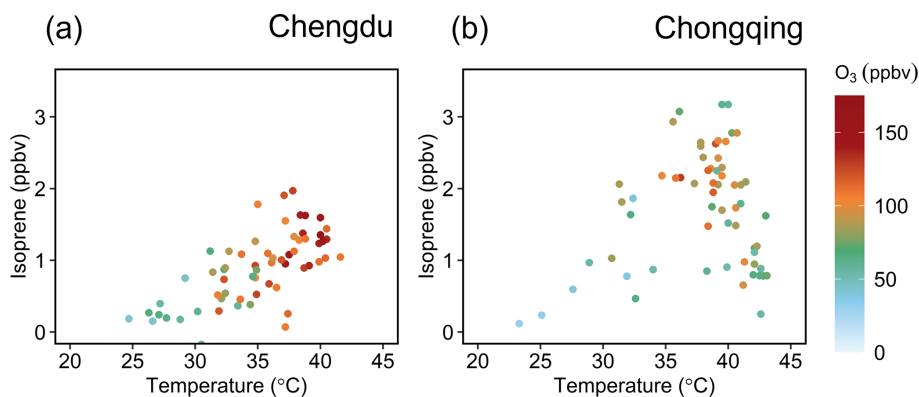 (a)
Chengdu
(b)
Chongqing
Isoprene (ppbv)
3
2
1
0
20
25
30
35
40
45
Temperature (°C)
Isoprene (ppbv)
3
2
1
0
20
25
30
35
40
45
Temperature (°C)
O₃ (ppbv)
150
100
50
0